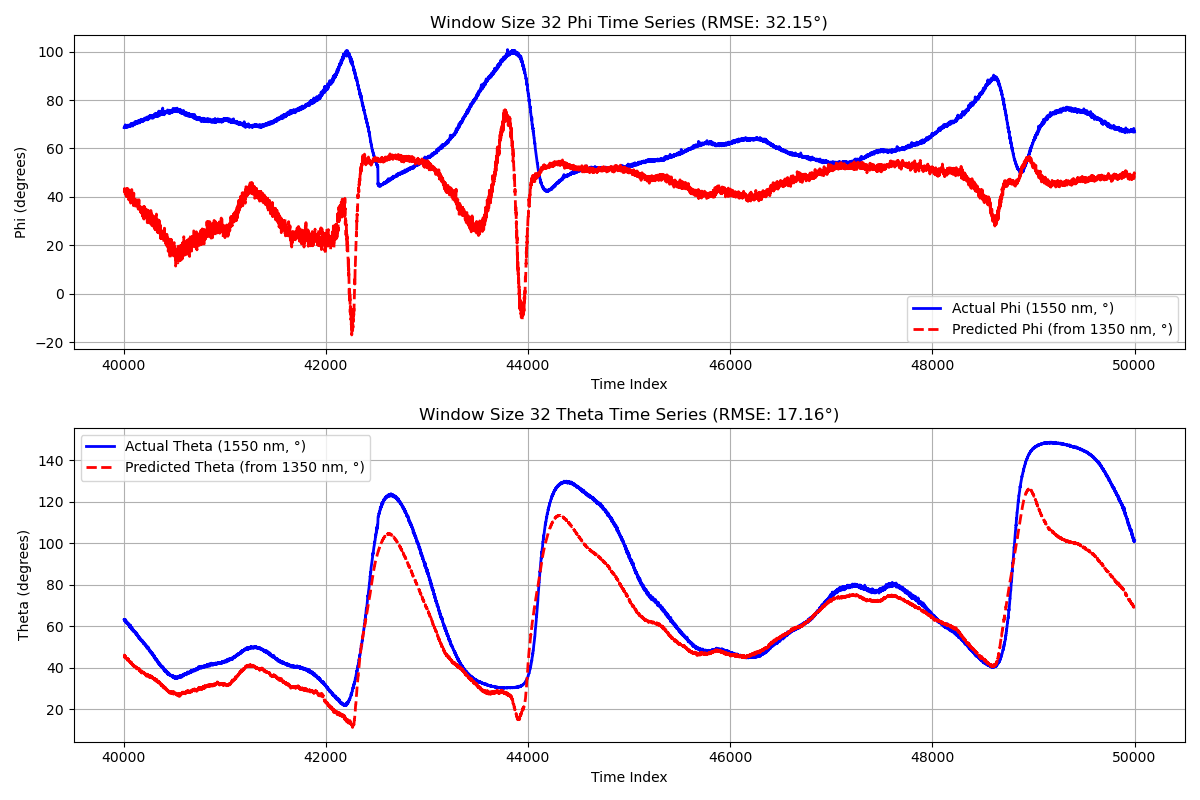 Window Size 32 Phi Time Series (RMSE: 32.15°)
Phi (degrees)
100
80
60
40
20
0
−20
Actual Phi (1550 nm, °)
Predicted Phi (from 1350 nm, °)
40000 42000 44000 46000 48000 50000
Time Index
Window Size 32 Theta Time Series (RMSE: 17.16°)
Theta (degrees)
Actual Theta (1550 nm, °)
Predicted Theta (from 1350 nm, °)
140
120
100
80
60
40
20
40000 42000 44000 46000 48000 50000
Time Index